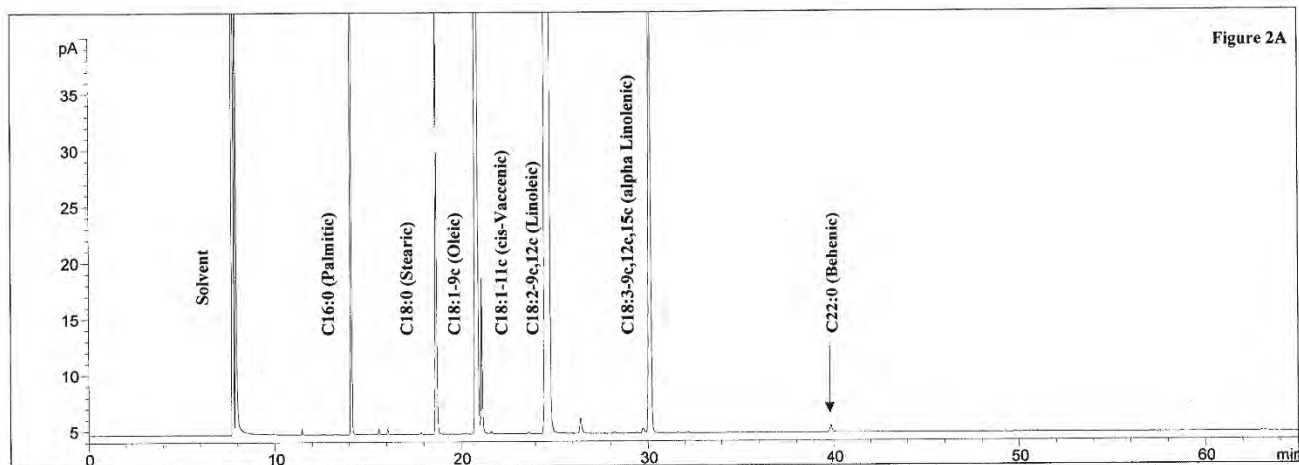 Figure 2A
pA
35
30
25
20
15
10
5
Solvent
C16:0 (Palmitic)
C18:0 (Stearic)
C18:1-9c (Oleic)
C18:1-11c (cis-Vaccenic)
C18:2-9c,12c (Linoleic)
C18:3-9c,12c,15c (alpha Linolenic)
C22:0 (Behenic)
0 10 20 30 40 50 60 min